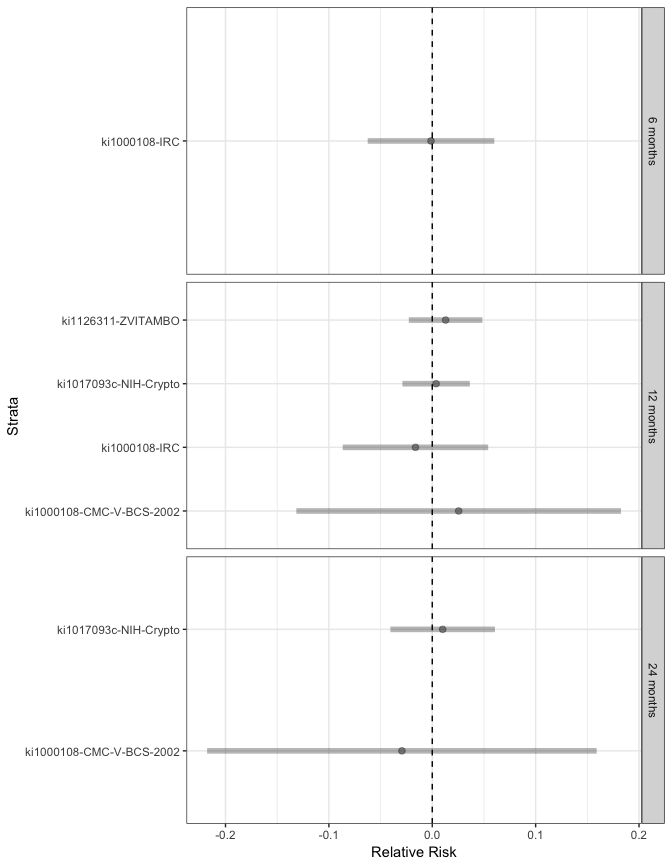 ki1000108-IRC
6 months
ki1126311-ZVITAMBO
ki1017093c-NIH-Crypto
ki1000108-IRC
ki1000108-CMC-V-BCS-2002
12 months
Strata
ki1017093c-NIH-Crypto
ki1000108-CMC-V-BCS-2002
24 months
-0.2 -0.1 0.0 0.1 0.2
Relative Risk